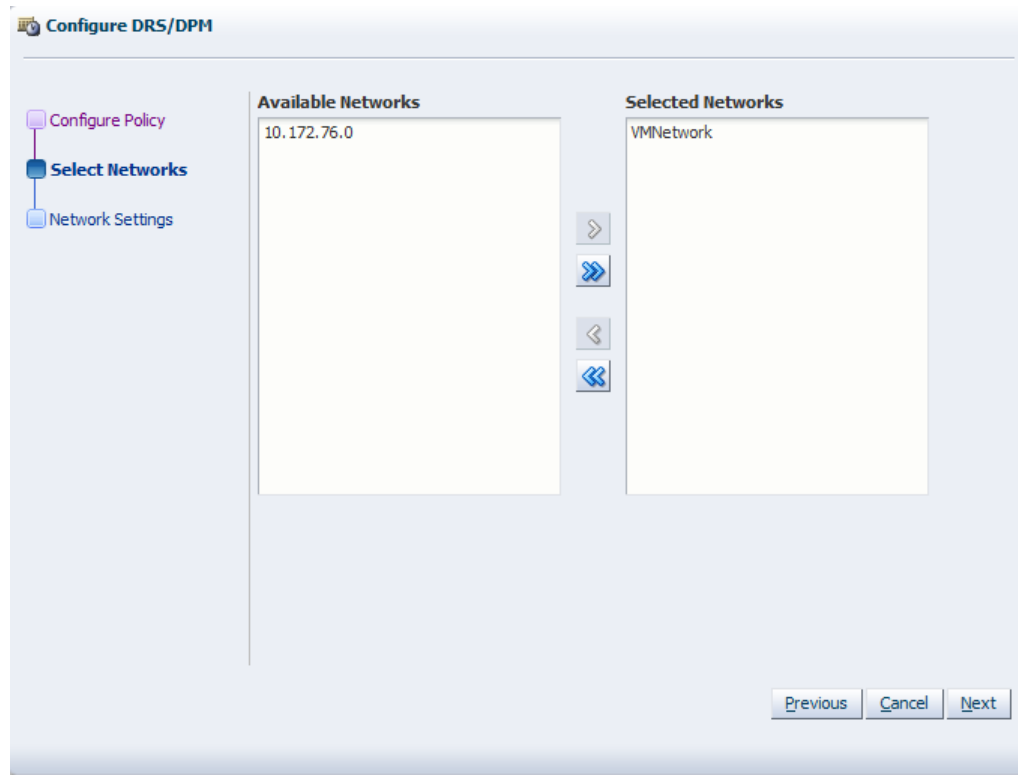 Configure DRS/DPM
Configure Policy
Select Networks
Network Settings
Available Networks
10.172.76.0
Selected Networks
VMNetwork
Previous Cancel Next